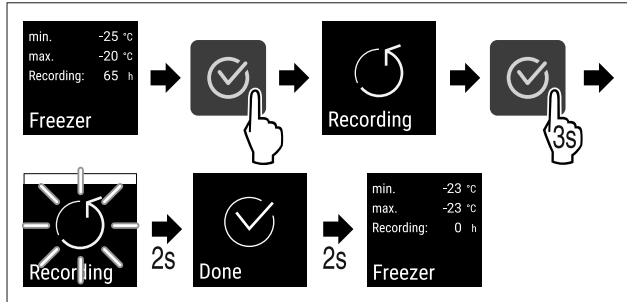 min. -25 °C
max. -20 °C
Recording: 65 h
Freezer
Recording
3s
Recording
2s
Done
2s
min. -23 °C
max. -23 °C
Recording: 0 h
Freezer